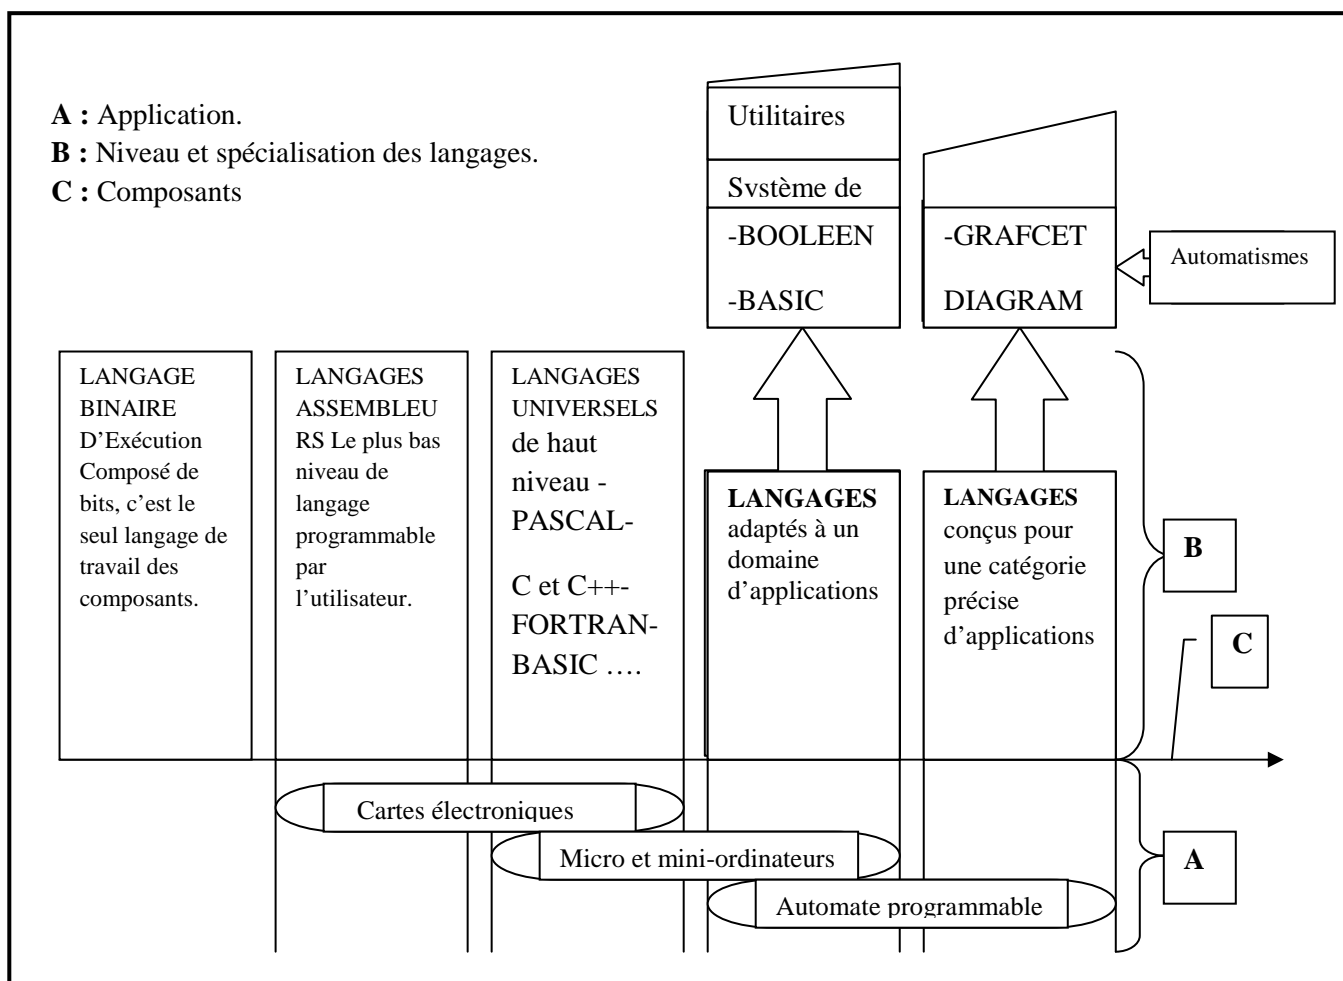 A : Application.
B : Niveau et spécialisation des langages.
C : Composants
Utilitaires
Système de
-BOOLEEN
-BASIC
-GRAFCET
DIAGRAM
Automatismes
LANGAGE
BINAIRE
D’Exécution
Composé de
bits, c’est le
seul langage de
travail des
composants.
LANGAGES
ASSEMBLEU
RS Le plus bas
niveau de
langage
programmable
par
l’utilisateur.
LANGAGES
UNIVERSELS
de haut
niveau -
PASCAL-
C et C++-
FORTRAN-
BASIC ….
LANGAGES
adaptés à un
domaine
d’applications
LANGAGES
conçus pour
une catégorie
précise
d’applications
B
C
Cartes électroniques
Micro et mini-ordinateurs
A
Automate programmable